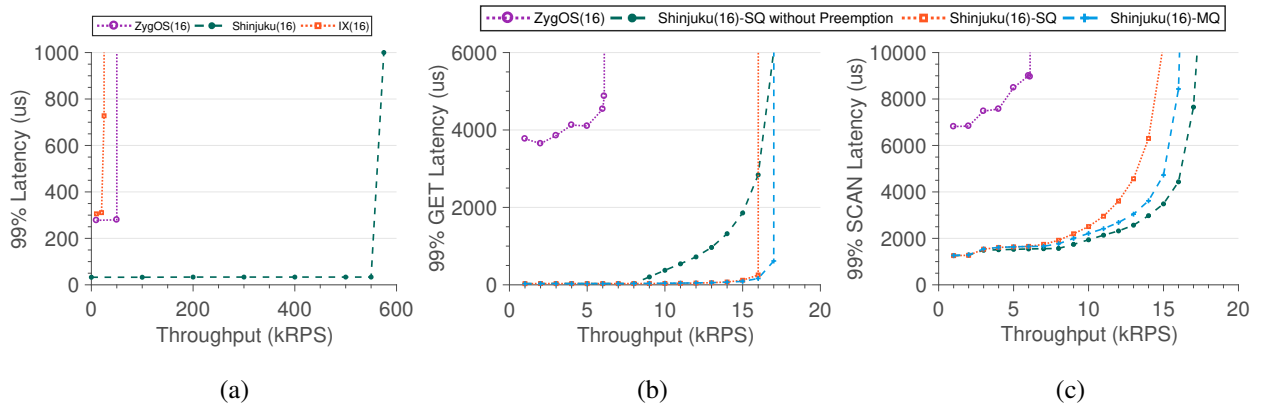 ZygOS(16) Shinjuku(16) IX(16)
99% Latency (us)
1000
800
600
400
200
0
0 200 400 600
Throughput (kRPS)
(a)
ZygOS(16) Shinjuku(16)-SQ without Preemption Shinjuku(16)-SQ Shinjuku(16)-MQ
99% GET Latency (us)
6000
4000
2000
0
0 5 10 15 20
Throughput (kRPS)
(b)
99% SCAN Latency (us)
10000
8000
6000
4000
2000
0
0 5 10 15 20
Throughput (kRPS)
(c)